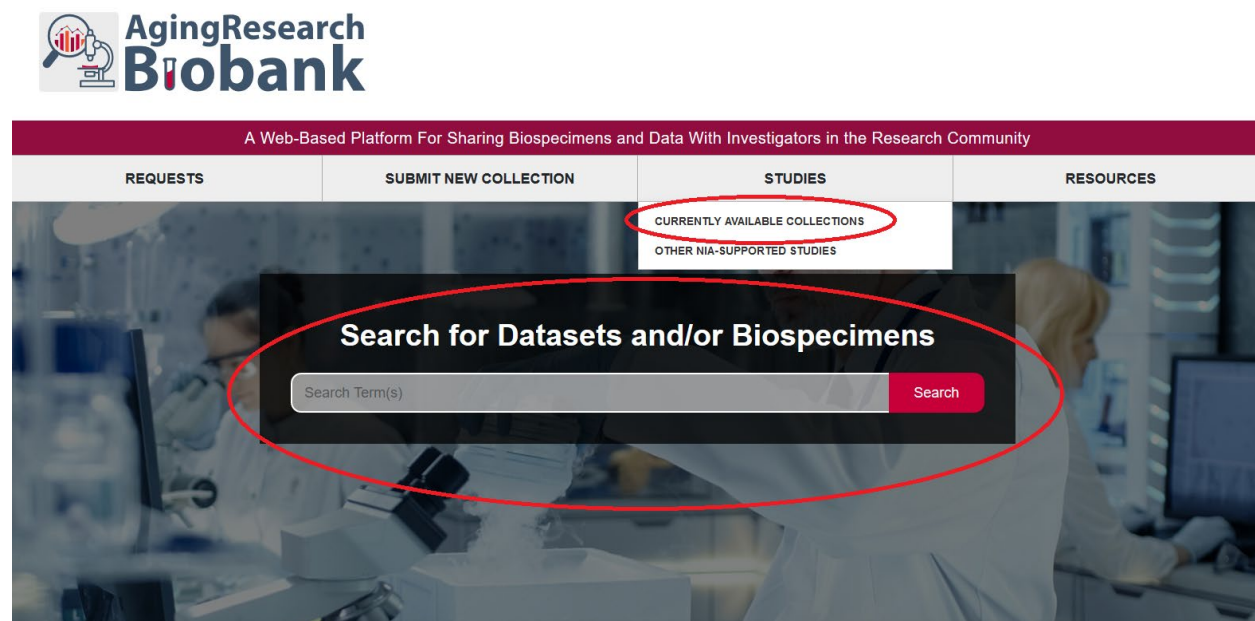 AgingResearch
Biobank
A Web-Based Platform For Sharing Biospecimens and Data With Investigators in the Research Community
REQUESTS
SUBMIT NEW COLLECTION
STUDIES
RESOURCES
CURRENTLY AVAILABLE COLLECTIONS
OTHER NIA-SUPPORTED STUDIES
Search for Datasets and/or Biospecimens
Search Term(s)
Search